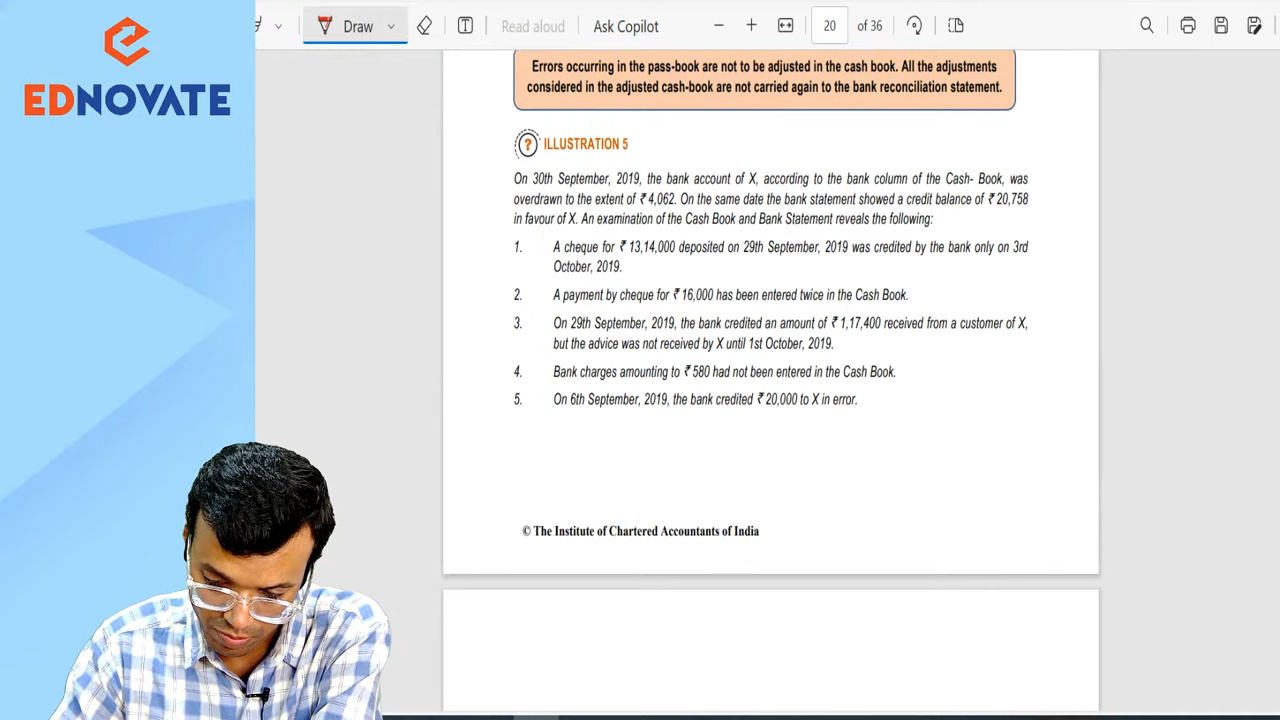 EDNOVATE
Draw
Read aloud
Ask Copilot
20 of 36
Errors occurring in the pass-book are not to be adjusted in the cash book. All the adjustments
considered in the adjusted cash-book are not carried again to the bank reconciliation statement.
? ILLUSTRATION 5
On 30th September, 2019, the bank account of X, according to the bank column of the Cash- Book, was
overdrawn to the extent of ₹ 4,062. On the same date the bank statement showed a credit balance of ₹ 20,758
in favour of X. An examination of the Cash Book and Bank Statement reveals the following:
1. A cheque for ₹ 13,14,000 deposited on 29th September, 2019 was credited by the bank only on 3rd
October, 2019.
2. A payment by cheque for ₹ 16,000 has been entered twice in the Cash Book.
3. On 29th September, 2019, the bank credited an amount of ₹ 1,17,400 received from a customer of X,
but the advice was not received by X until 1st October, 2019.
4. Bank charges amounting to ₹ 580 had not been entered in the Cash Book.
5. On 6th September, 2019, the bank credited ₹ 20,000 to X in error.
© The Institute of Chartered Accountants of India